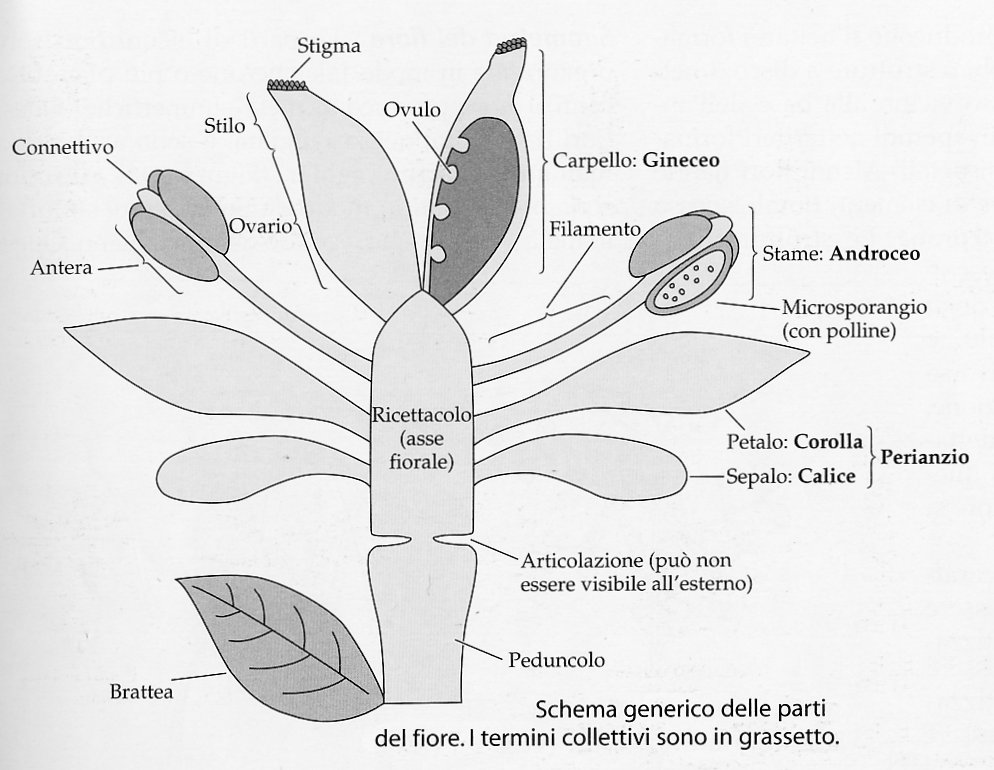 Stigma
Ovulo
Stilo
Connettivo
Carpello: Gineceo
Ovario
Filamento
Antera
Stame: Androceo
Microsporangio
(con polline)
Ricettacolo
(asse
fiorale)
Petalo: Corolla
Perianzio
Sepalo: Calice
Articolazione (può non
essere visibile all'esterno)
Peduncolo
Brattea
Schema generico delle parti
del fiore. I termini collettivi sono in grassetto.